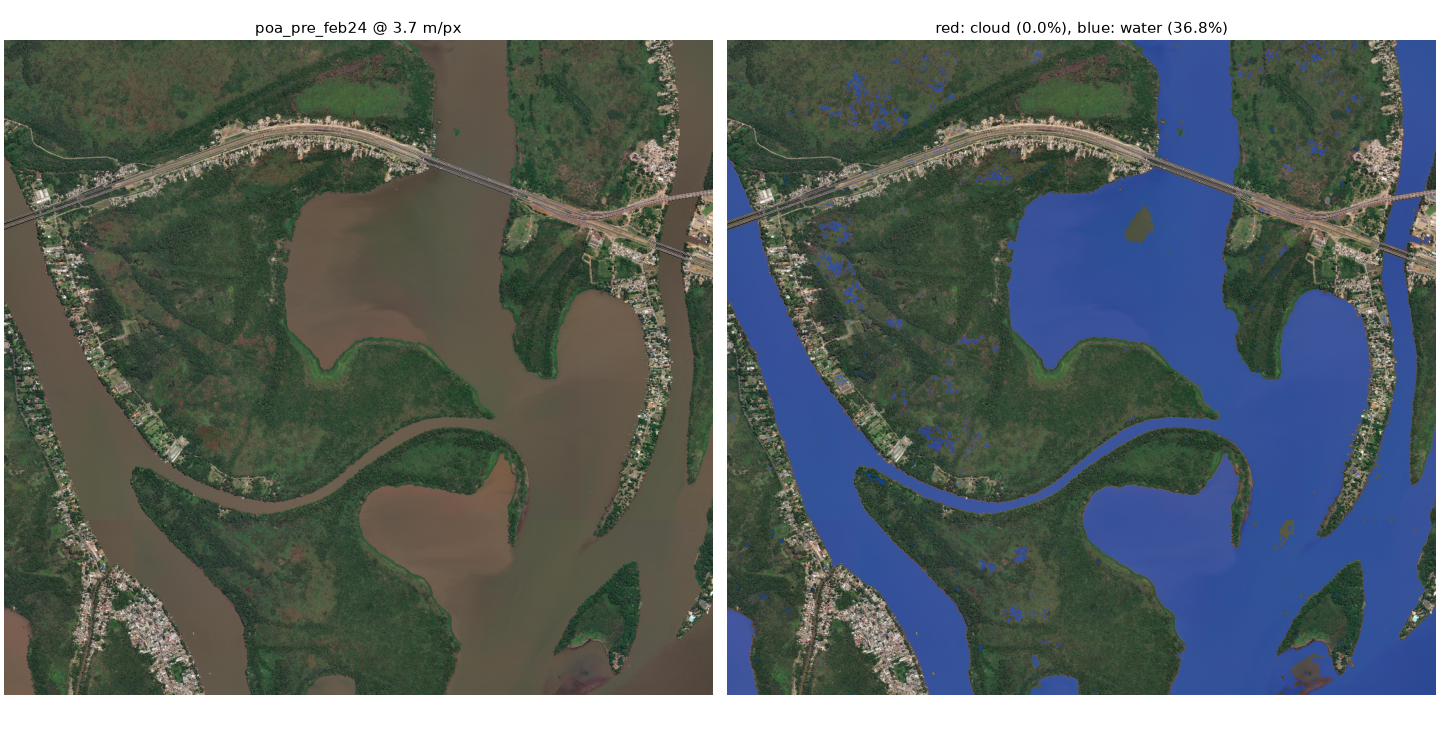 poa_pre_feb24 @ 3.7 m/px
red: cloud (0.0%), blue: water (36.8%)